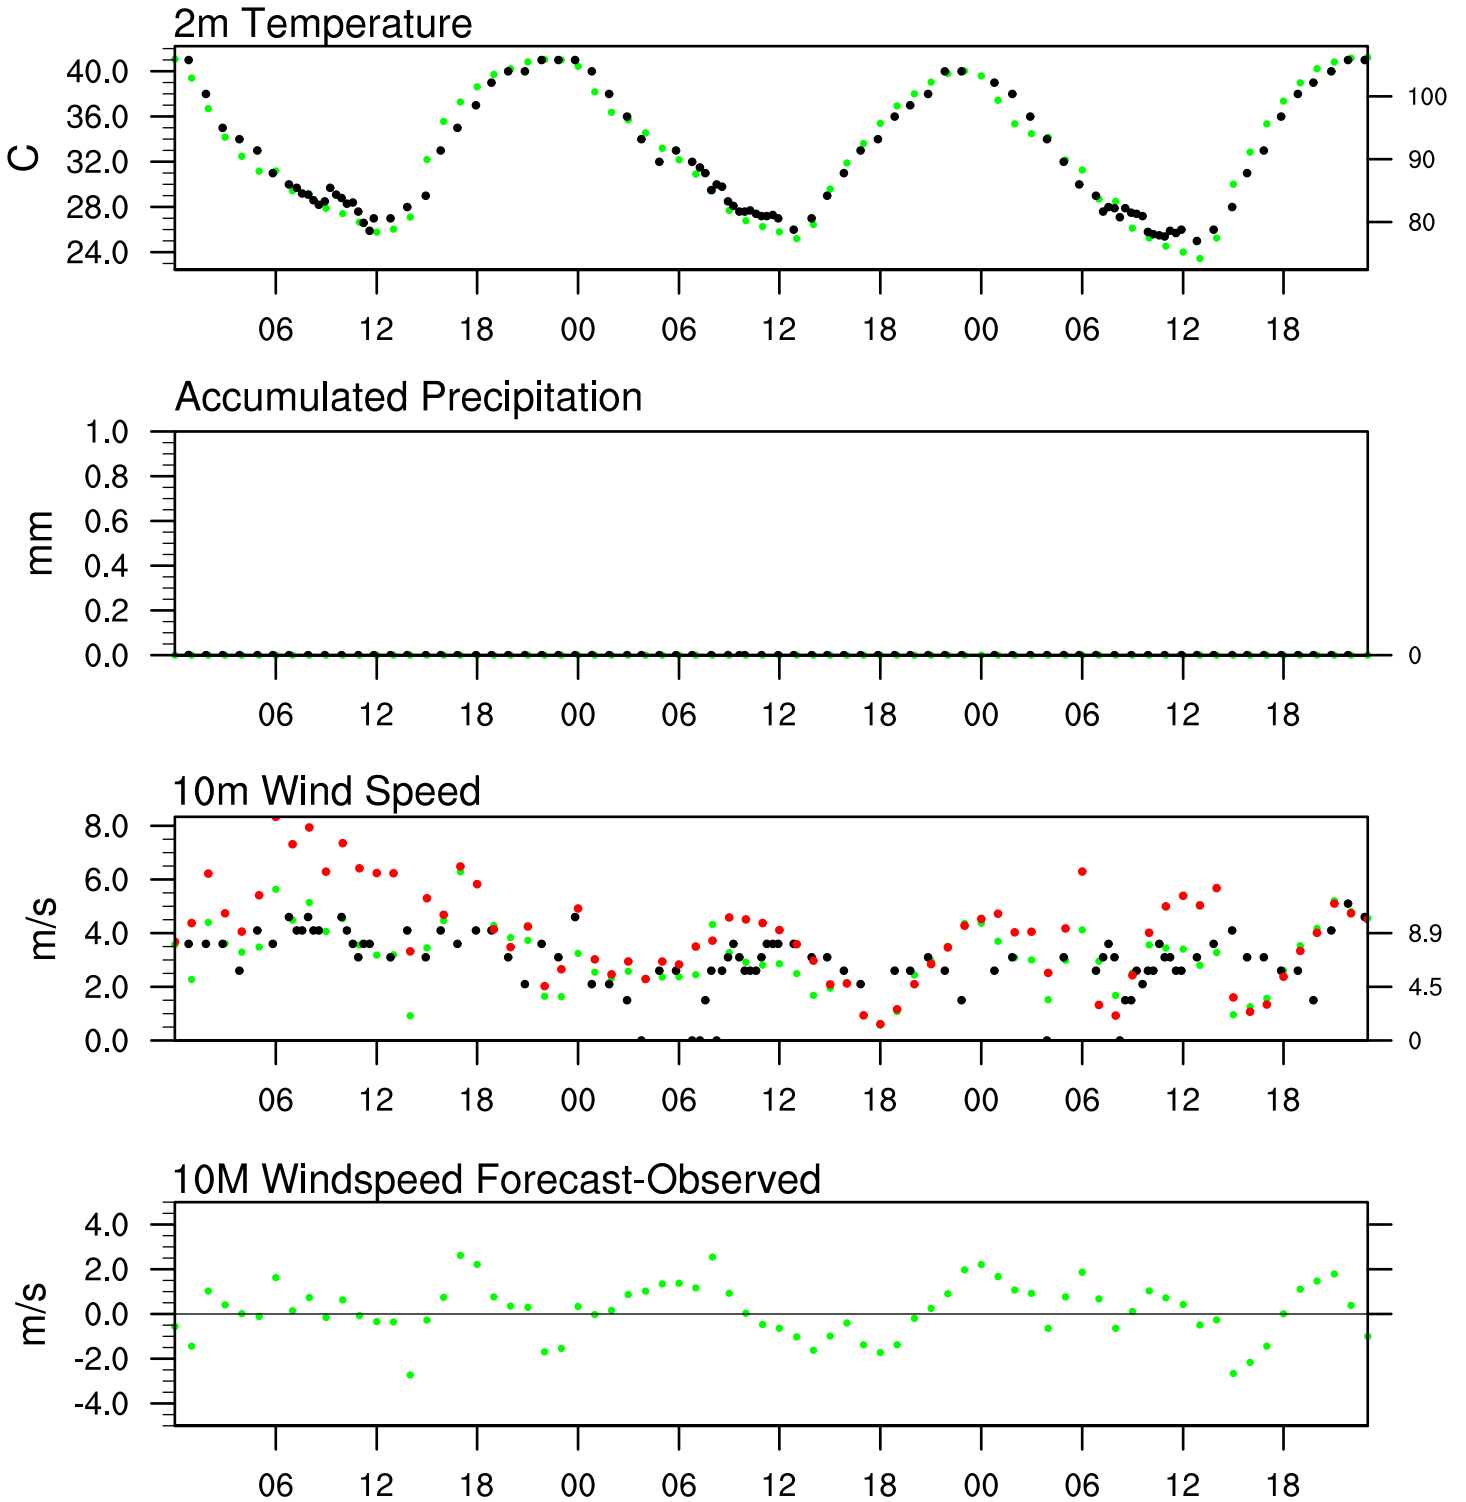 2m Temperature
40.0
36.0
32.0
28.0
24.0
C
100
90
80
06 12 18 00 06 12 18 00 06 12 18
Accumulated Precipitation
1.0
0.8
0.6
0.4
0.2
0.0
mm
0
06 12 18 00 06 12 18 00 06 12 18
10m Wind Speed
8.0
6.0
4.0
2.0
0.0
m/s
8.9
4.5
0
06 12 18 00 06 12 18 00 06 12 18
10M Windspeed Forecast-Observed
4.0
2.0
0.0
-2.0
-4.0
m/s
06 12 18 00 06 12 18 00 06 12 18